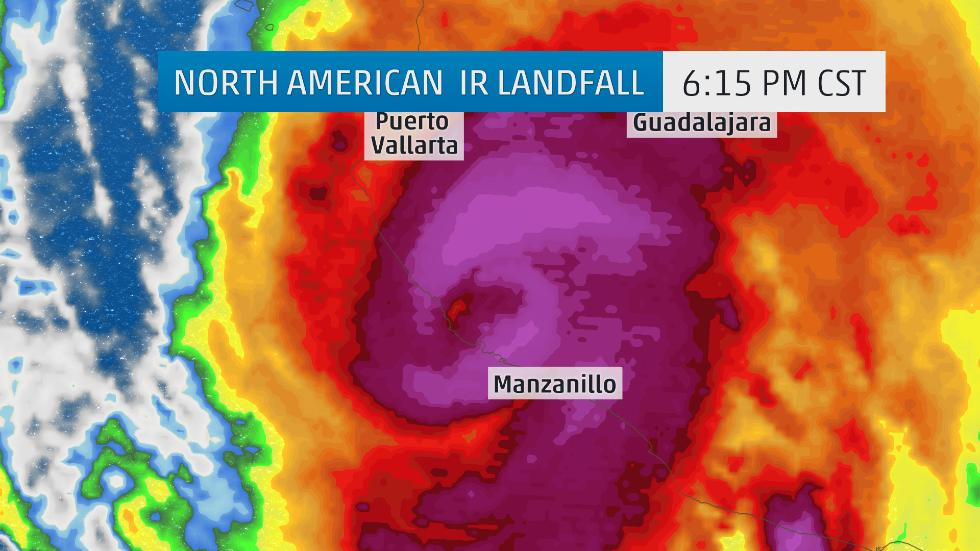 NORTH AMERICAN IR LANDFALL 6:15 PM CST
Puerto
Vallarta
Guadalajara
Manzanillo